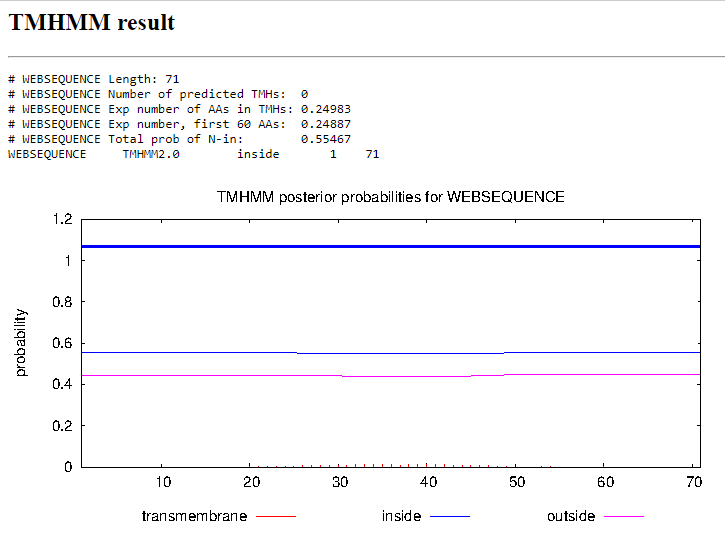 TMHMM result
# WEBSEQUENCE Length: 71
# WEBSEQUENCE Number of predicted TMHs:  0
# WEBSEQUENCE Exp number of AAs in TMHs: 0.24983
# WEBSEQUENCE Exp number, first 60 AAs:  0.24887
# WEBSEQUENCE Total prob of N-in:        0.55467
WEBSEQUENCE     TMHMM2.0        inside       1    71
TMHMM posterior probabilities for WEBSEQUENCE
probability
1.2
1
0.8
0.6
0.4
0.2
0
10 20 30 40 50 60 70
transmembrane inside outside